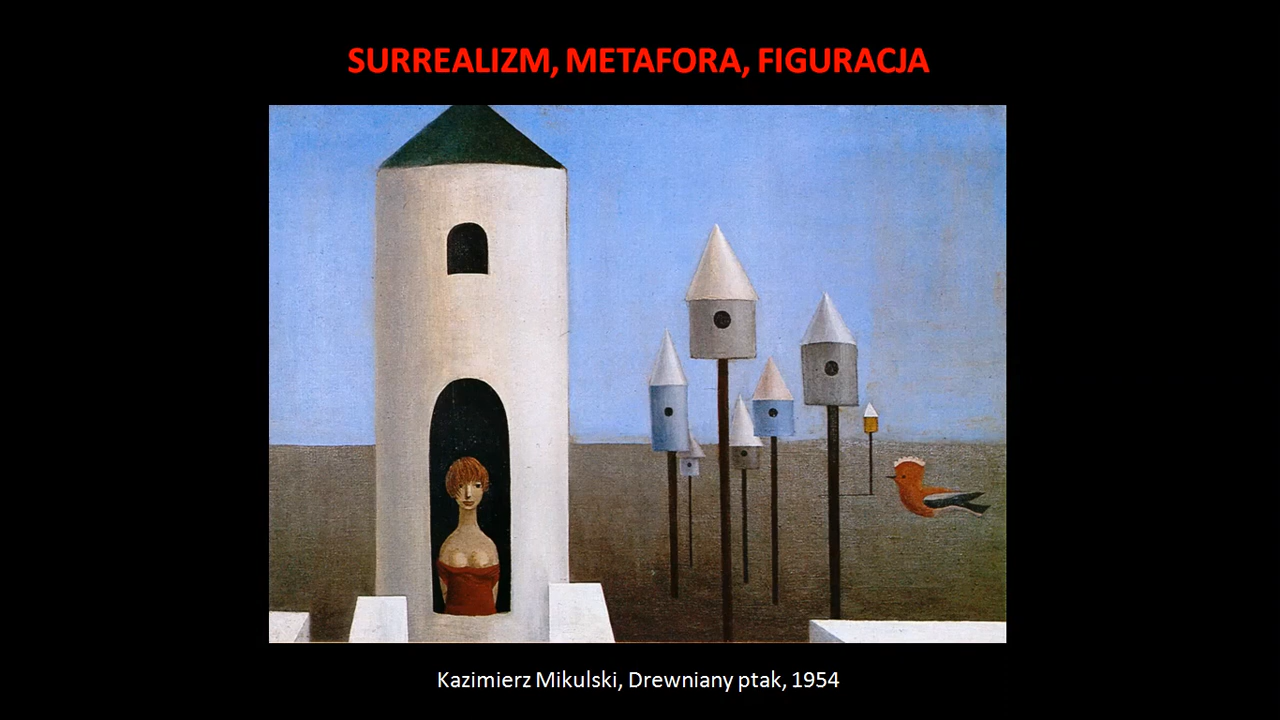 SURREALIZM, METAFORA, FIGURACJA
Kazimierz Mikulski, Drewniany ptak, 1954